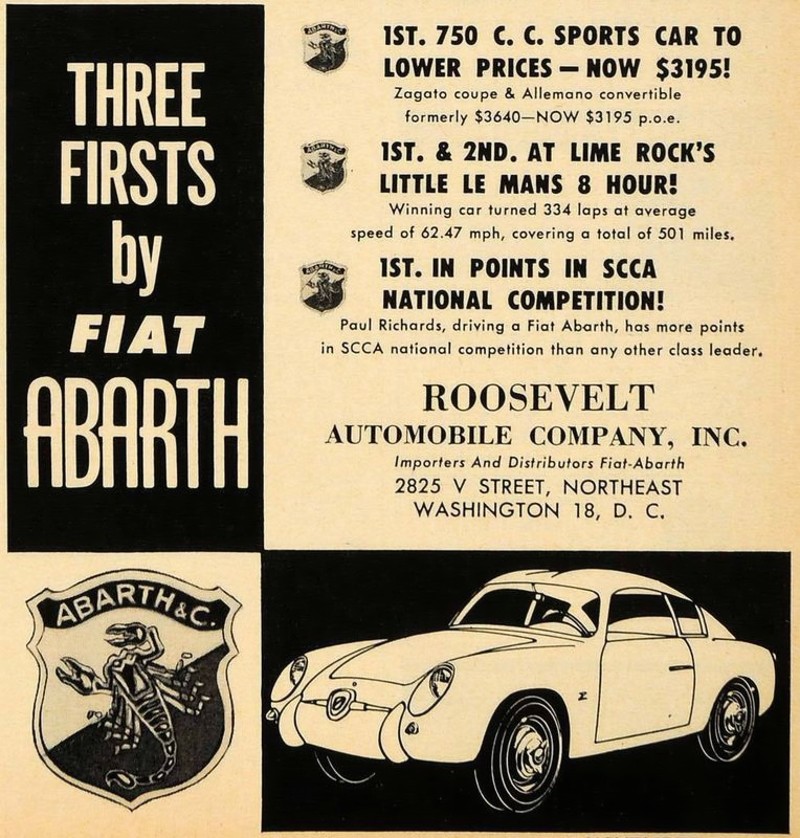 THREE
FIRSTS
by
FIAT
ABARTH
1ST. 750 C. C. SPORTS CAR TO
LOWER PRICES — NOW $3195!
Zagato coupe & Allemano convertible
formerly $3640—NOW $3195 p.o.e.
1ST. & 2ND. AT LIME ROCK'S
LITTLE LE MANS 8 HOUR!
Winning car turned 334 laps at average
speed of 62.47 mph, covering a total of 501 miles.
1ST. IN POINTS IN SCCA
NATIONAL COMPETITION!
Paul Richards, driving a Fiat Abarth, has more points
in SCCA national competition than any other class leader.
ROOSEVELT
AUTOMOBILE COMPANY, INC.
Importers And Distributors Fiat-Abarth
2825 V STREET, NORTHEAST
WASHINGTON 18, D. C.
ABARTH & C.
Z